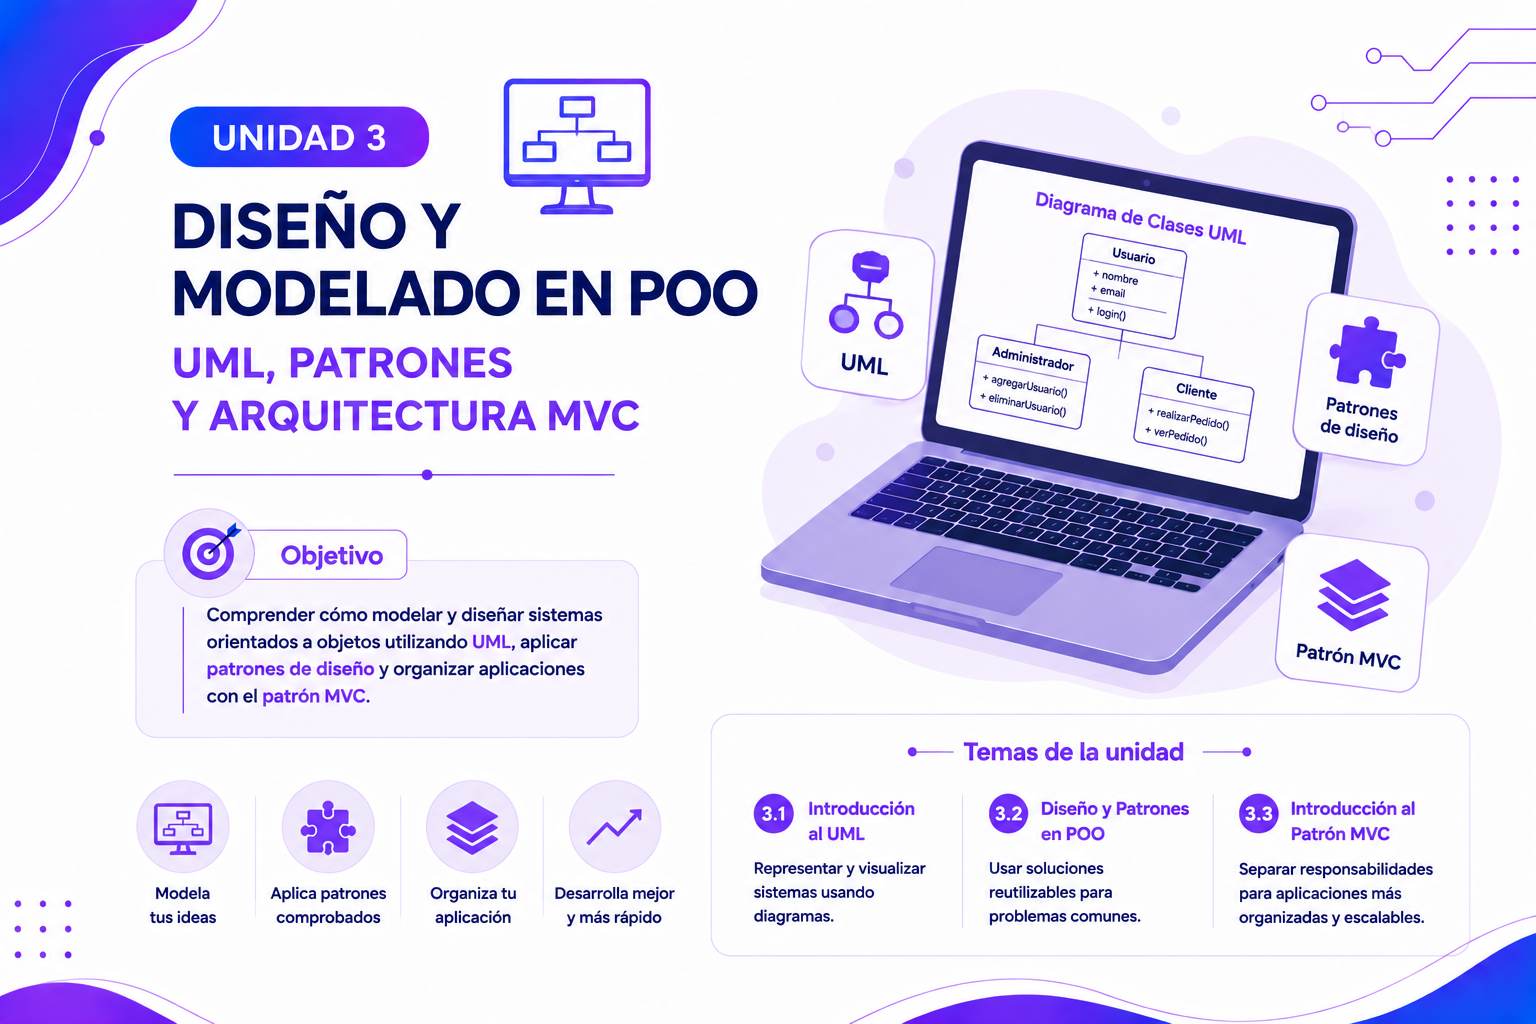 UNIDAD 3
DISEÑO Y
MODELADO EN POO
UML, PATRONES
Y ARQUITECTURA MVC
Objetivo
Comprender cómo modelar y diseñar sistemas
orientados a objetos utilizando UML, aplicar
patrones de diseño y organizar aplicaciones
con el patrón MVC.
Modela
tus ideas
Aplica patrones
comprobados
Organiza tu
aplicación
Desarrolla mejor
y más rápido
Diagrama de Clases UML
Usuario
+ nombre
+ email
+ login()
Administrador
+ agregarUsuario()
+ eliminarUsuario()
Cliente
+ realizarPedido()
+ verPedido()
UML
Patrones
de diseño
Patrón MVC
Temas de la unidad
3.1 Introducción
al UML
Representar y visualizar
sistemas usando
diagramas.
3.2 Diseño y Patrones
en POO
Usar soluciones
reutilizables para
problemas comunes.
3.3 Introducción al
Patrón MVC
Separar responsabilidades
para aplicaciones más
organizadas y escalables.